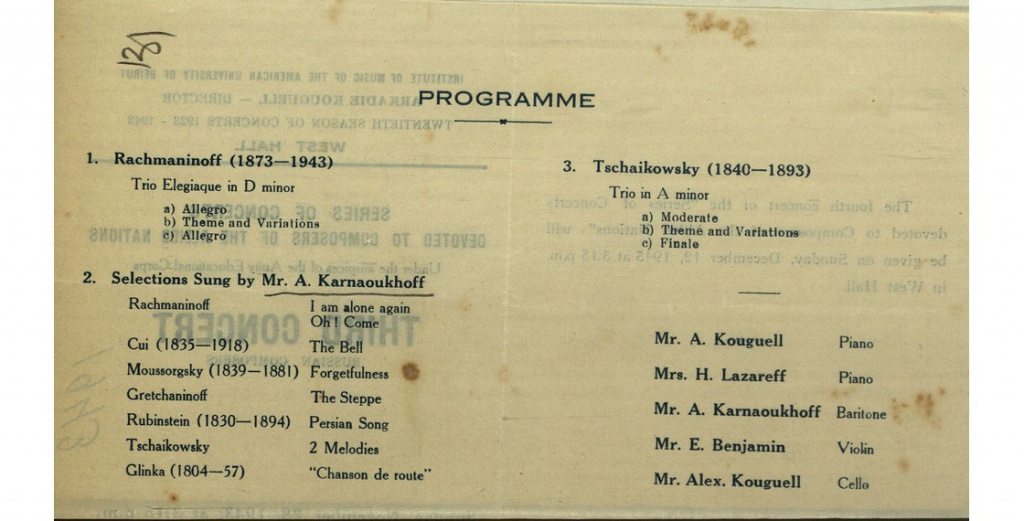 PROGRAMME
1. Rachmaninoff (1873—1943)
Trio Elegiaque in D minor
a) Allegro
b) Theme and Variations
c) Allegro
2. Selections Sung by Mr. A. Karnaoukhoff
Rachmaninoff I am alone again
Oh! Come
Cui (1835—1918) The Bell
Moussorgsky (1839—1881) Forgetfulness
Gretchaninoff The Steppe
Rubinstein (1830—1894) Persian Song
Tschaikowsky 2 Melodies
Glinka (1804—57) "Chanson de route"
3. Tschaikowsky (1840—1893)
Trio in A minor
a) Moderate
b) Theme and Variations
c) Finale
Mr. A. Kouguell Piano
Mrs. H. Lazareff Piano
Mr. A. Karnaoukhoff Baritone
Mr. E. Benjamin Violin
Mr. Alex. Kouguell Cello